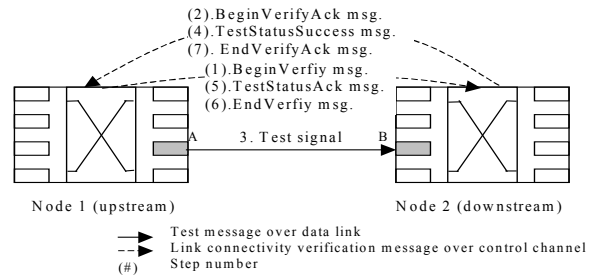 (2).BeginVerifyAck msg.
(4).TestStatusSuccess msg.
(7). EndVerifyAck msg.
(1).BeginVerfiy msg.
(5).TestStatusAck msg.
(6).EndVerfiy msg.
A 3. Test signal B
Node 1 (upstream) Node 2 (downstream)
Test message over data link
Link connectivity verification message over control channel
(#) Step number